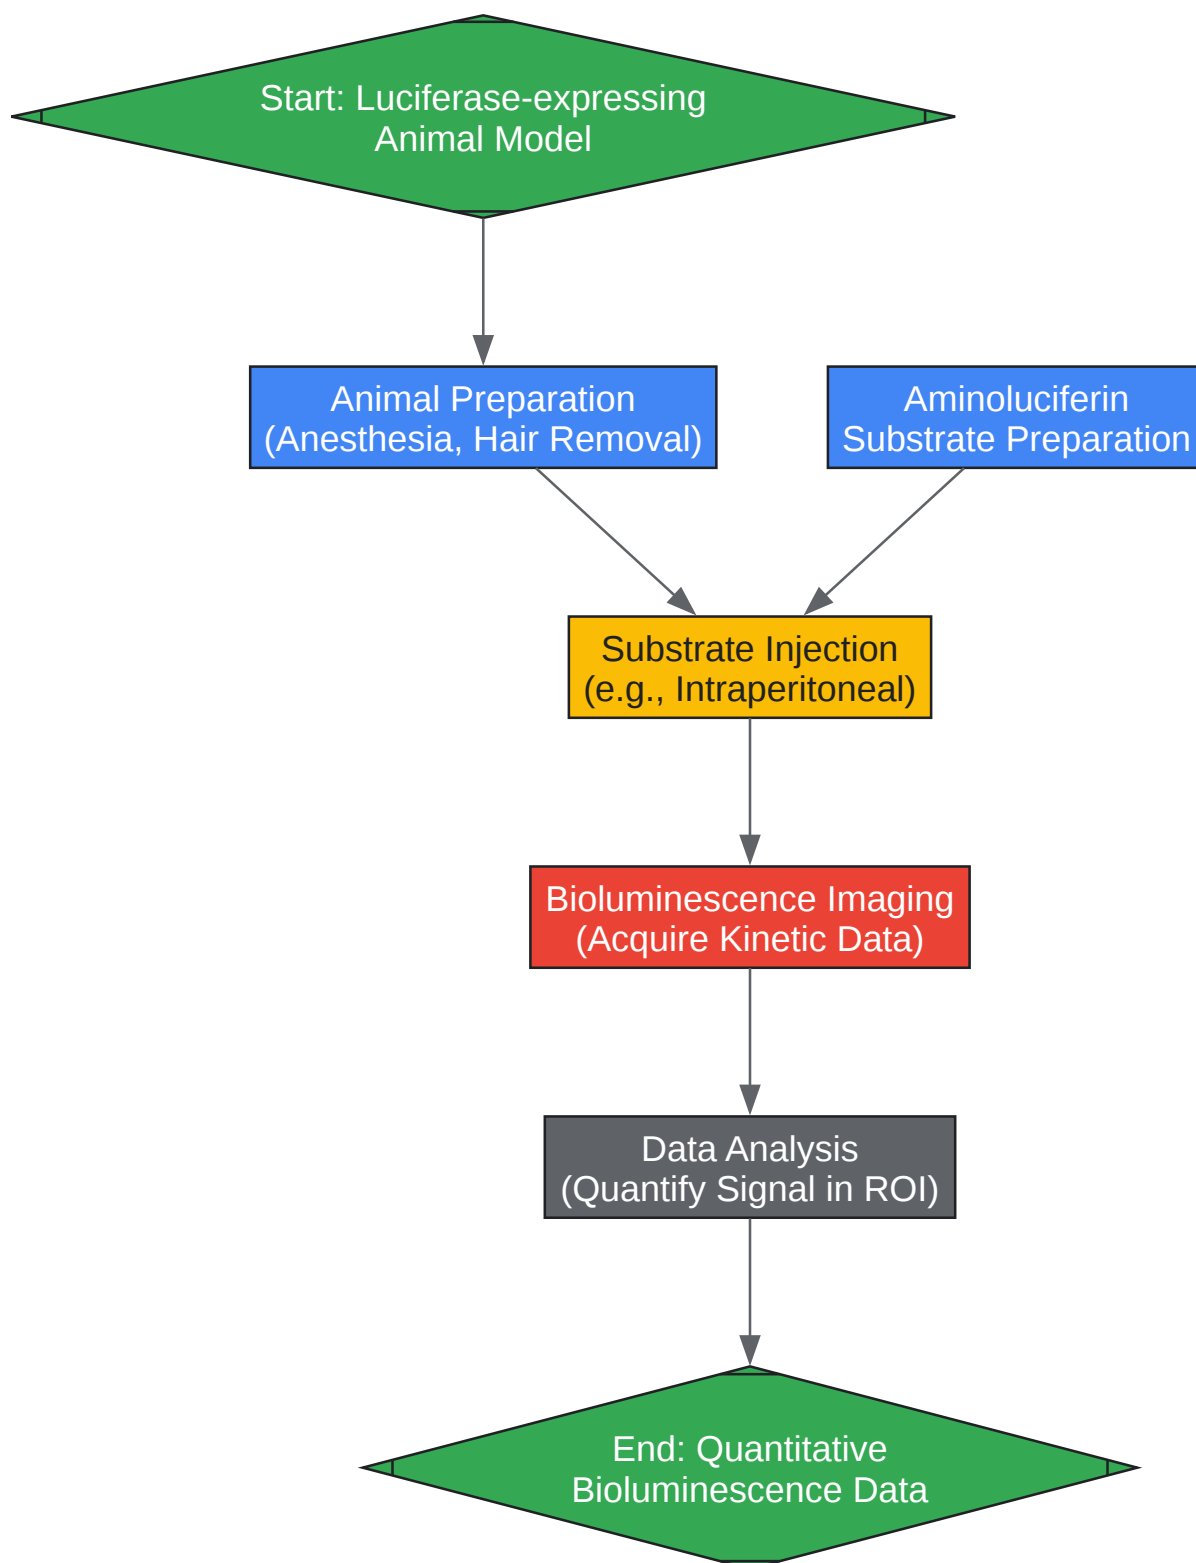 Start: Luciferase-expressing
Animal Model
Animal Preparation
(Anesthesia, Hair Removal)
Aminoluciferin
Substrate Preparation
Substrate Injection
(e.g., Intraperitoneal)
Bioluminescence Imaging
(Acquire Kinetic Data)
Data Analysis
(Quantify Signal in ROI)
End: Quantitative
Bioluminescence Data